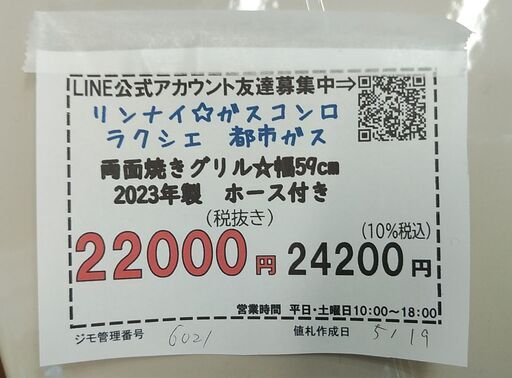 LINE公式アカウント友達募集中⇒
リンナイ☆ガスコンロ
ラクシエ 都市ガス
両面焼きグリル☆幅59cm
2023年製 ホース付き
(税抜き)
22000円
(10%税込)
24200円
営業時間 平日・土曜日10:00～18:00
ジモ管理番号 6021 値札作成日 5/19